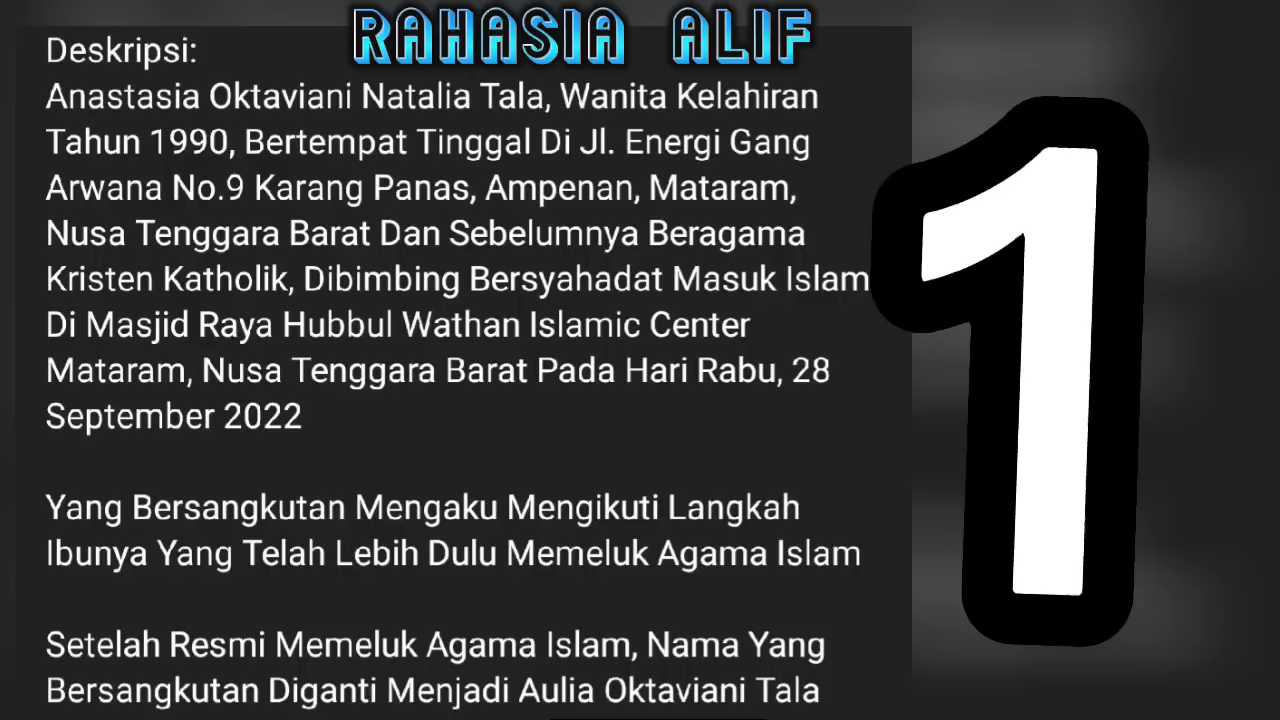 RAHASIA ALIF
Deskripsi:
Anastasia Oktaviani Natalia Tala, Wanita Kelahiran
Tahun 1990, Bertempat Tinggal Di Jl. Energi Gang
Arwana No.9 Karang Panas, Ampenan, Mataram,
Nusa Tenggara Barat Dan Sebelumnya Beragama
Kristen Katholik, Dibimbing Bersyahadat Masuk Islam
Di Masjid Raya Hubbul Wathan Islamic Center
Mataram, Nusa Tenggara Barat Pada Hari Rabu, 28
September 2022
Yang Bersangkutan Mengaku Mengikuti Langkah
Ibunya Yang Telah Lebih Dulu Memeluk Agama Islam
Setelah Resmi Memeluk Agama Islam, Nama Yang
Bersangkutan Diganti Menjadi Aulia Oktaviani Tala
1